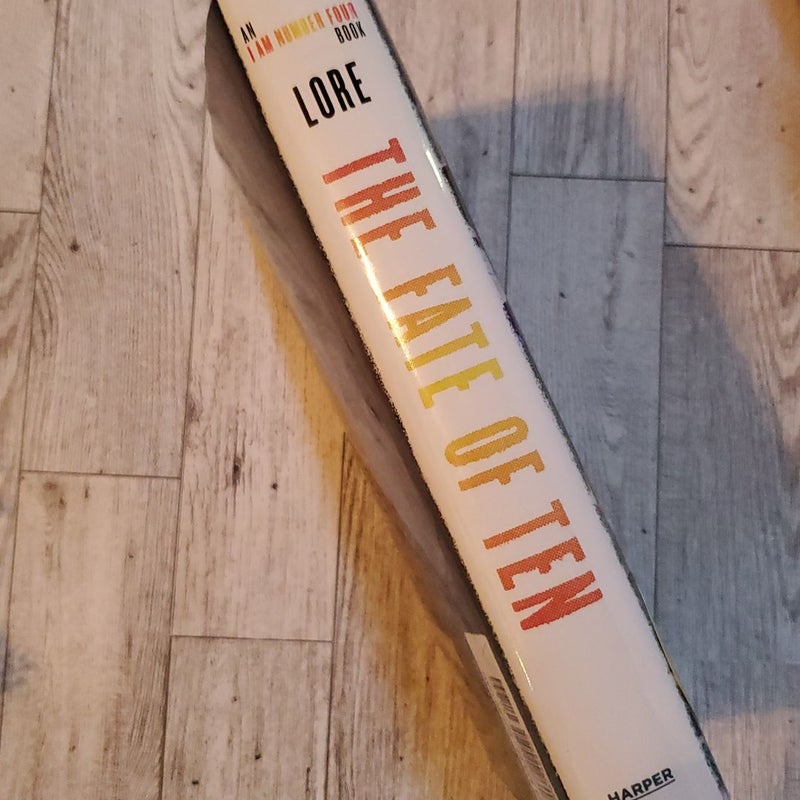 AN
I AM NUMBER FOUR
BOOK
LORE
THE FATE OF TEN
HARPER